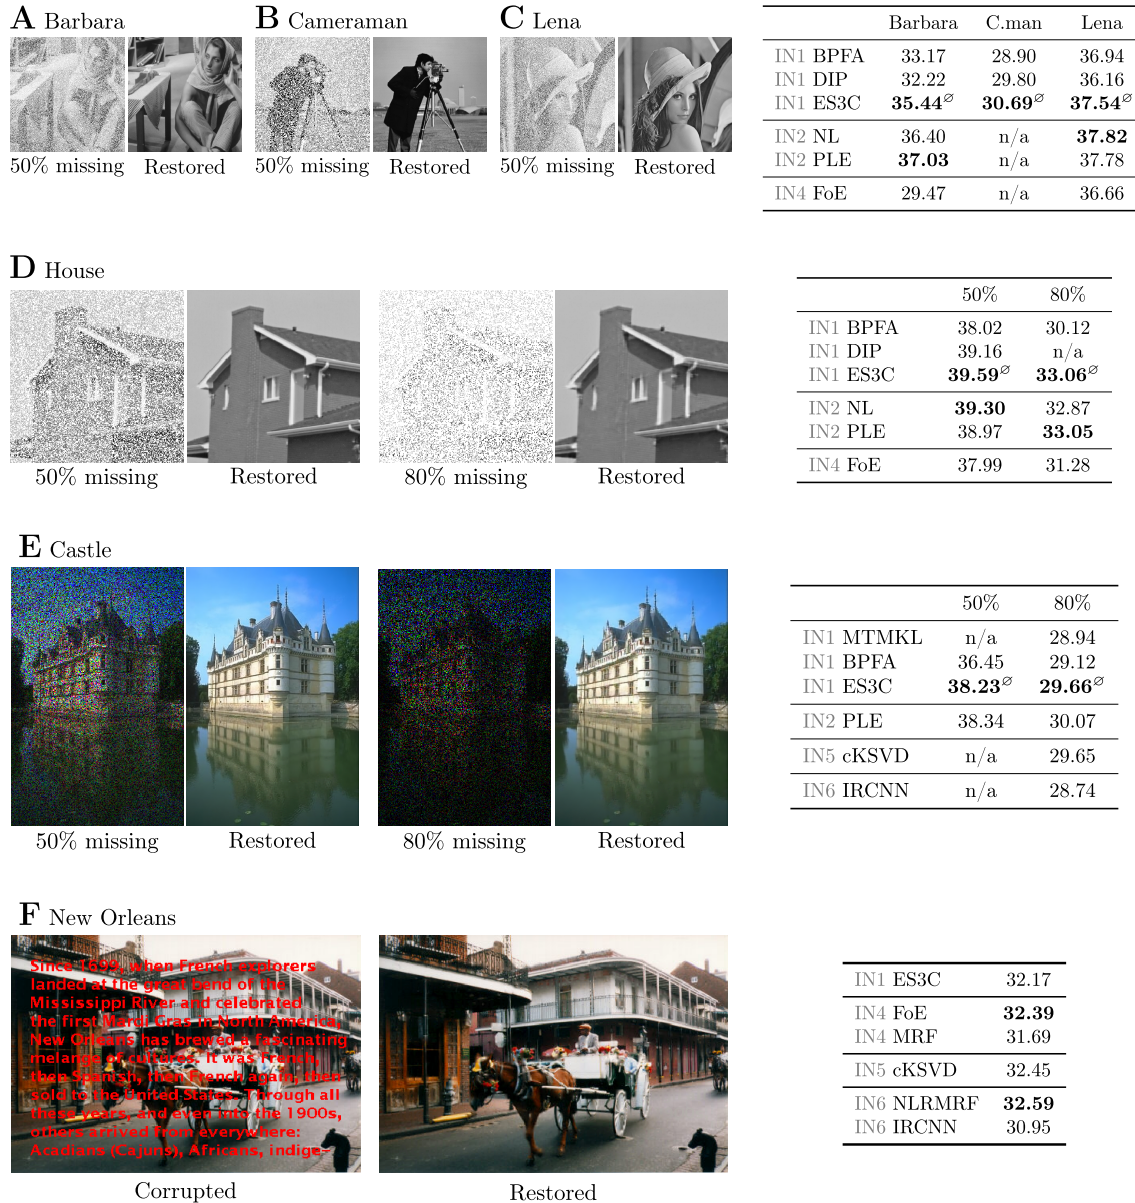 A Barbara
50% missing Restored
B Cameraman
50% missing Restored
C Lena
50% missing Restored
Barbara C.man Lena
IN1 BPFA 33.17 28.90 36.94
IN1 DIP 32.22 29.80 36.16
IN1 ES3C 35.44∅ 30.69∅ 37.54∅
IN2 NL 36.40 n/a 37.82
IN2 PLE 37.03 n/a 37.78
IN4 FoE 29.47 n/a 36.66
D House
50% missing Restored 80% missing Restored
50% 80%
IN1 BPFA 38.02 30.12
IN1 DIP 39.16 n/a
IN1 ES3C 39.59∅ 33.06∅
IN2 NL 39.30 32.87
IN2 PLE 38.97 33.05
IN4 FoE 37.99 31.28
E Castle
50% missing Restored 80% missing Restored
50% 80%
IN1 MTMKL n/a 28.94
IN1 BPFA 36.45 29.12
IN1 ES3C 38.23∅ 29.66∅
IN2 PLE 38.34 30.07
IN5 cKSVD n/a 29.65
IN6 IRCNN n/a 28.74
F New Orleans
Since 1699, when French explorers
landed at the great bend of the
Mississippi River and celebrated
the first Mardi Gras in North America,
New Orleans has brewed a fascinating
melange of cultures. It was French,
then Spanish, then French again, then
sold to the United States. Through all
these years, and even into the 1900s,
others arrived from everywhere:
Acadians (Cajuns), Africans, indige-
Corrupted Restored
IN1 ES3C 32.17
IN4 FoE 32.39
IN4 MRF 31.69
IN5 cKSVD 32.45
IN6 NLRMRF 32.59
IN6 IRCNN 30.95